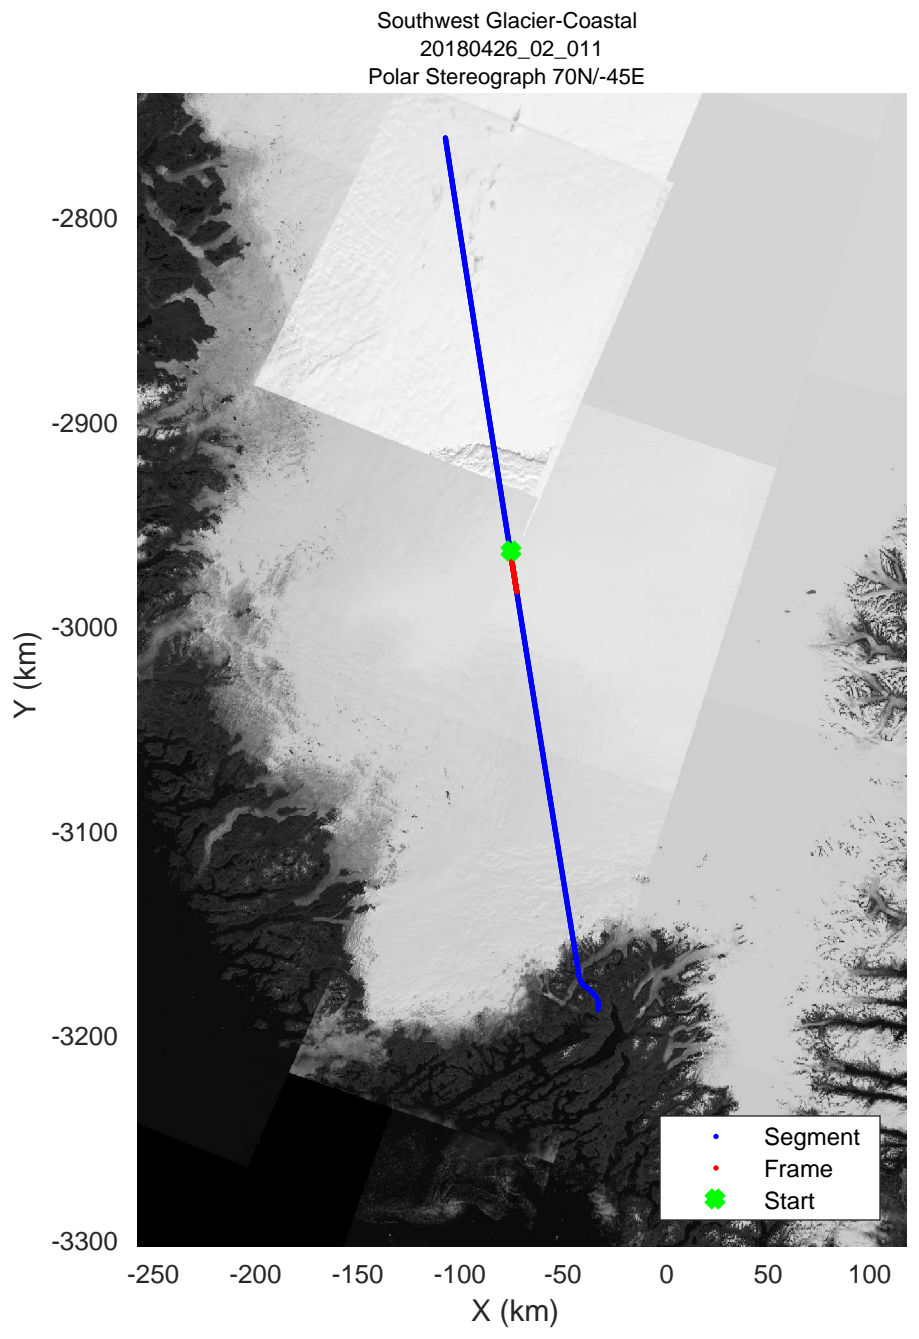 Southwest Glacier-Coastal
20180426_02_011
Polar Stereograph 70N/-45E
-2800
-2900
-3000
-3100
-3200
-3300
Y (km)
-250 -200 -150 -100 -50 0 50 100
X (km)
Segment
Frame
Start